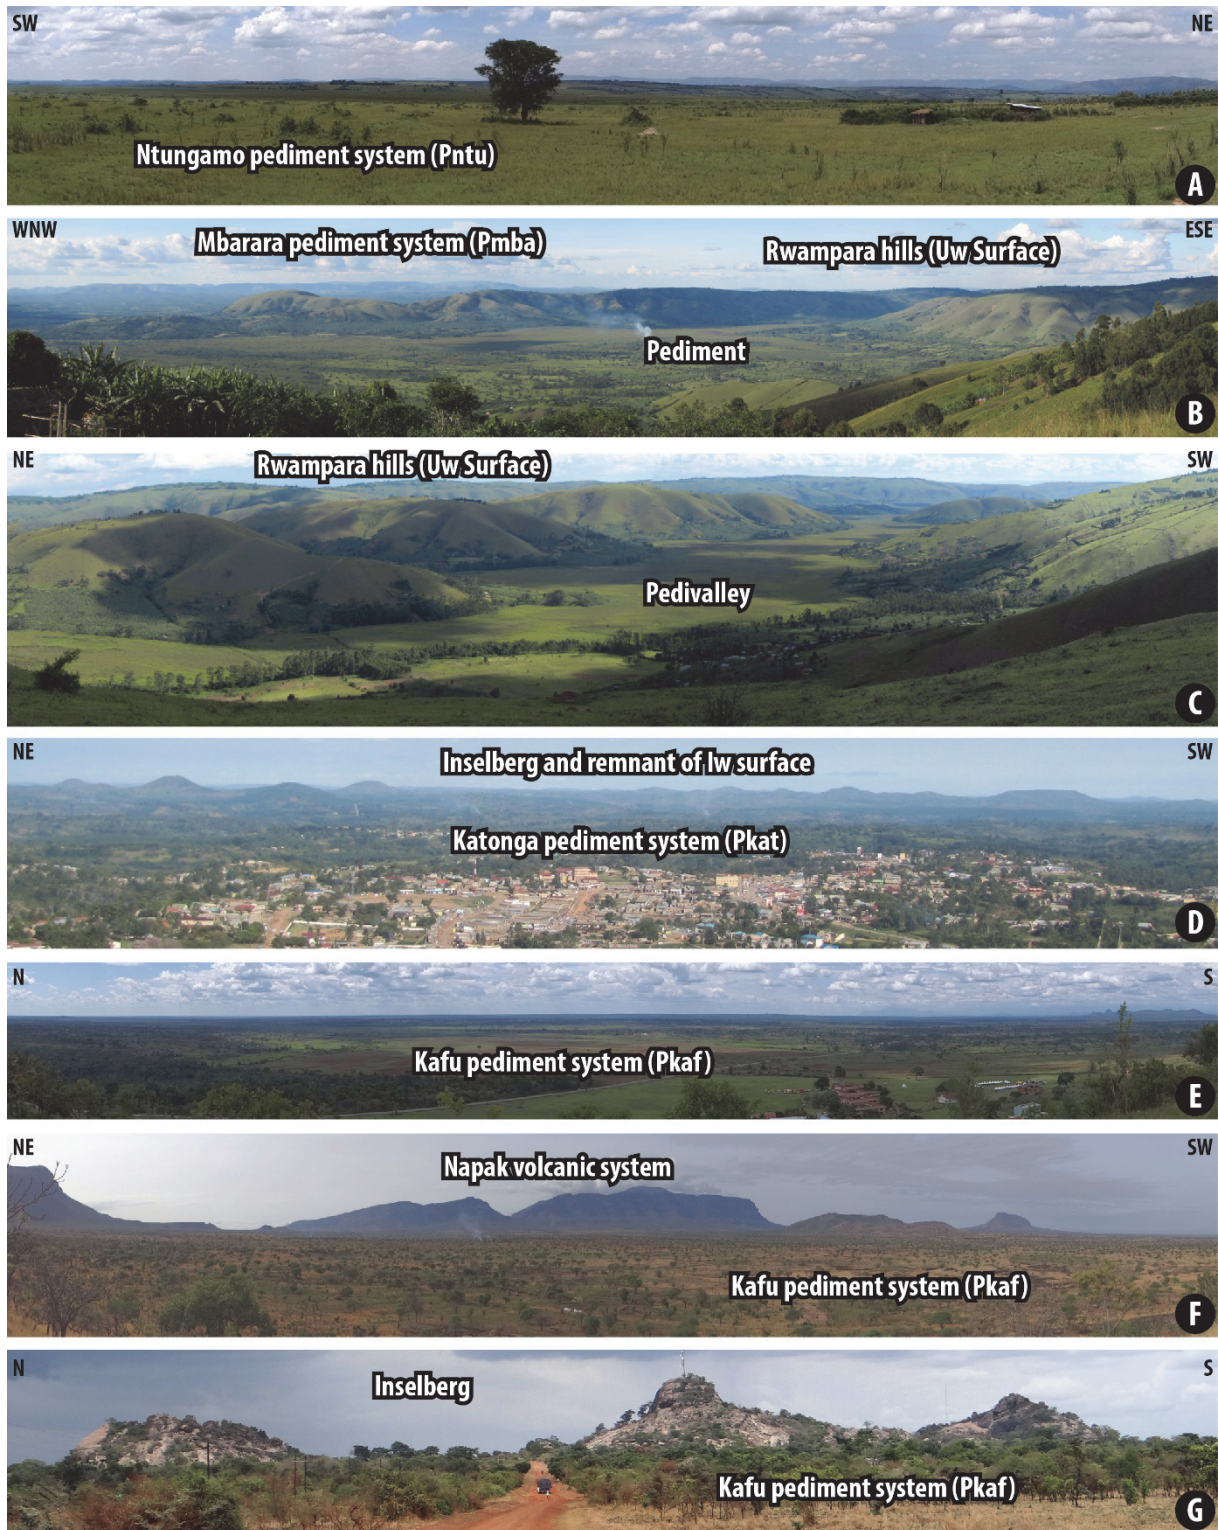 SW
NE
Ntungamo pediment system (Pntu)
A
WNW
Mbarara pediment system (Pmba)
Rwampara hills (Uw Surface)
ESE
Pediment
B
NE
Rwampara hills (Uw Surface)
SW
Pedivalley
C
NE
Inselberg and remnant of Iw surface
SW
Katonga pediment system (Pkat)
D
N
S
Kafu pediment system (Pkaf)
E
NE
Napak volcanic system
SW
Kafu pediment system (Pkaf)
F
N
Inselberg
S
Kafu pediment system (Pkaf)
G